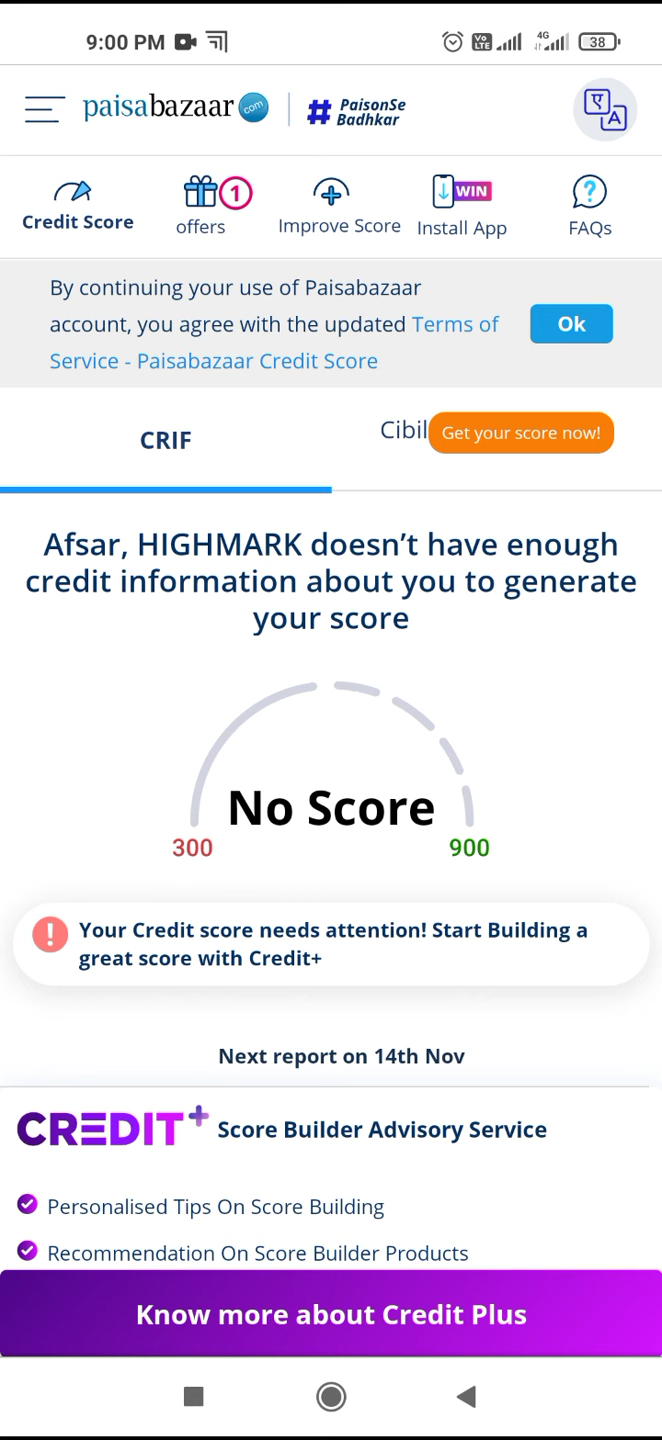 9:00 PM
Vo LTE
4G
38
paisabazaar.com
# PaisonSe
Badhkar
ए A
Credit Score
1
offers
Improve Score
WIN
Install App
?
FAQs
By continuing your use of Paisabazaar
account, you agree with the updated Terms of
Service - Paisabazaar Credit Score
Ok
CRIF
Cibil
Get your score now!
Afsar, HIGHMARK doesn’t have enough
credit information about you to generate
your score
No Score
300
900
! Your Credit score needs attention! Start Building a
great score with Credit+
Next report on 14th Nov
CREDIT+ Score Builder Advisory Service
Personalised Tips On Score Building
Recommendation On Score Builder Products
Know more about Credit Plus